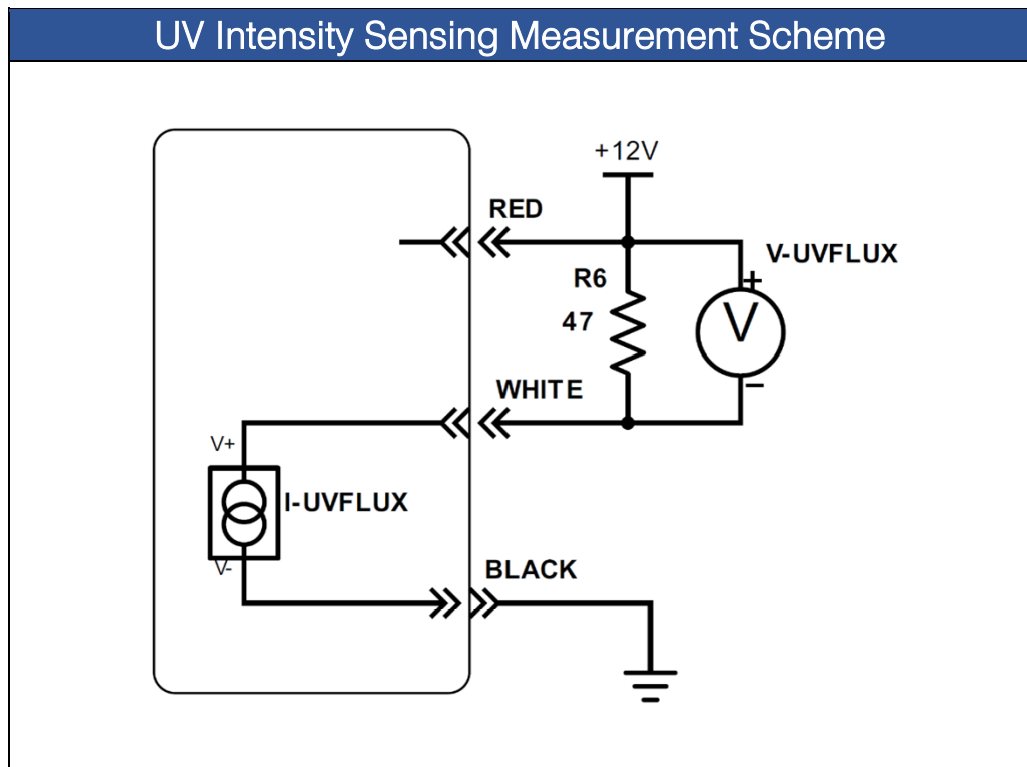 UV Intensity Sensing Measurement Scheme
+12V
RED
V-UVFLUX
R6
+
47
V
WHITE
–
V+
I-UVFLUX
V-
BLACK